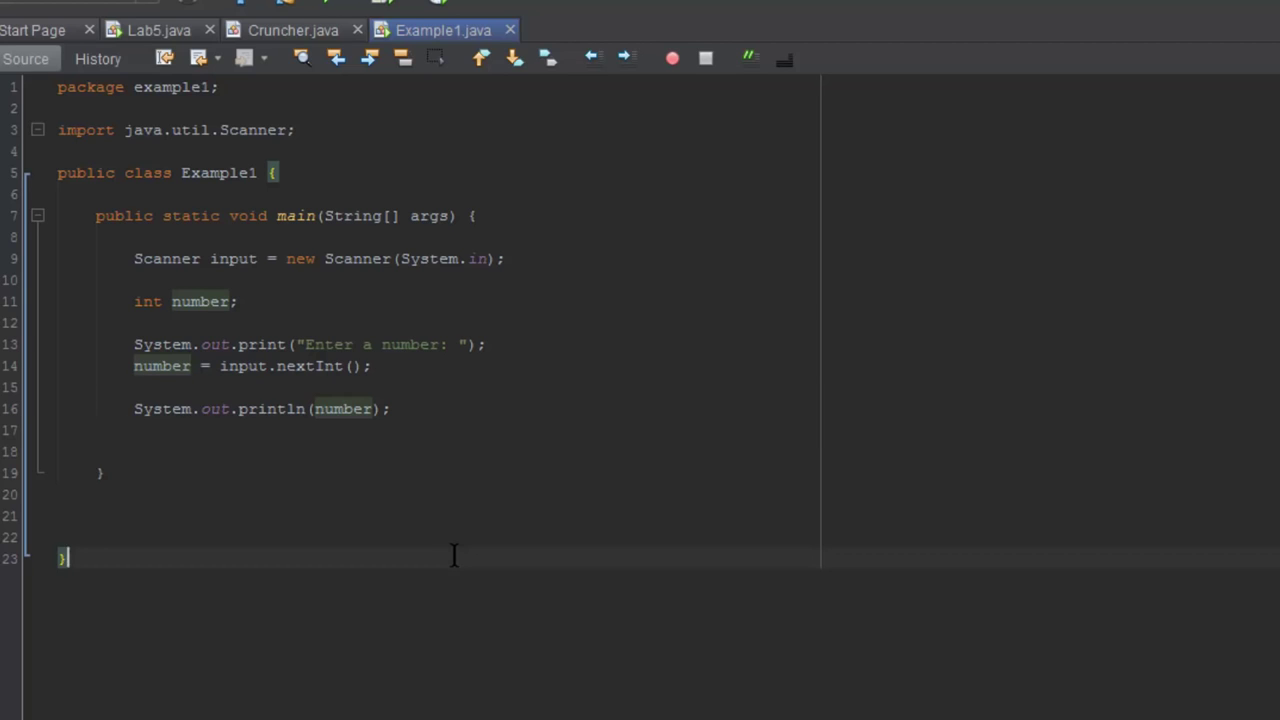 Start Page Lab5.java Cruncher.java Example1.java
Source History
1 package example1;
2
3 import java.util.Scanner;
4
5 public class Example1 {
6
7 public static void main(String[] args) {
8
9 Scanner input = new Scanner(System.in);
10
11 int number;
12
13 System.out.print("Enter a number: ");
14 number = input.nextInt();
15
16 System.out.println(number);
17
18
19 }
20
21
22
23 }